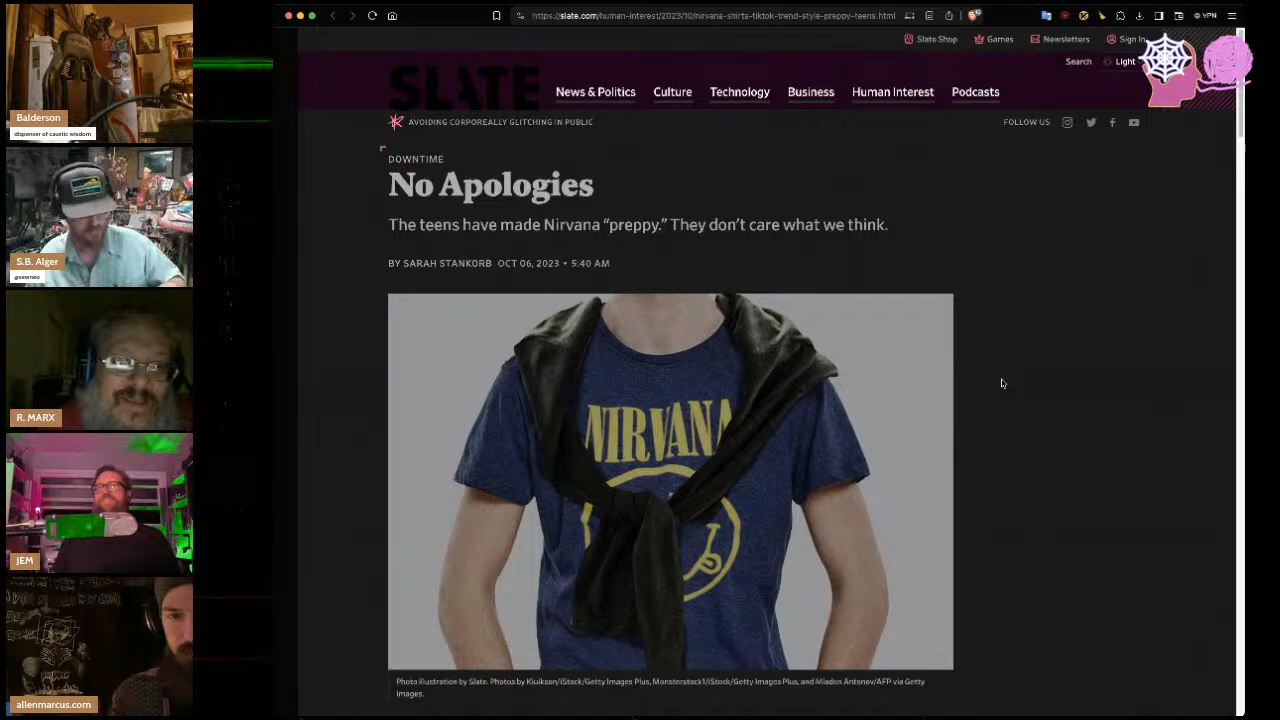 https://slate.com/human-interest/2023/10/nirvana-shirts-tiktok-trend-style-preppy-teens.html
VPN
Slate Shop
Games
Newsletters
Sign In
Search
Light
SLATE
News & Politics
Culture
Technology
Business
Human Interest
Podcasts
AVOIDING CORPOREALLY GLITCHING IN PUBLIC
FOLLOW US
DOWNTIME
No Apologies
The teens have made Nirvana “preppy.” They don’t care what we think.
BY SARAH STANKORB OCT 06, 2023 • 5:40 AM
NIRVANA
Photo illustration by Slate. Photos by Kiuikson/iStock/Getty Images Plus, Monsterstock1/iStock/Getty Images Plus, and Mladen Antonov/AFP via Getty
Images.
Balderson
dispenser of caustic wisdom
S.B. Alger
@sewneo
R. MARX
JEM
allenmarcus.com